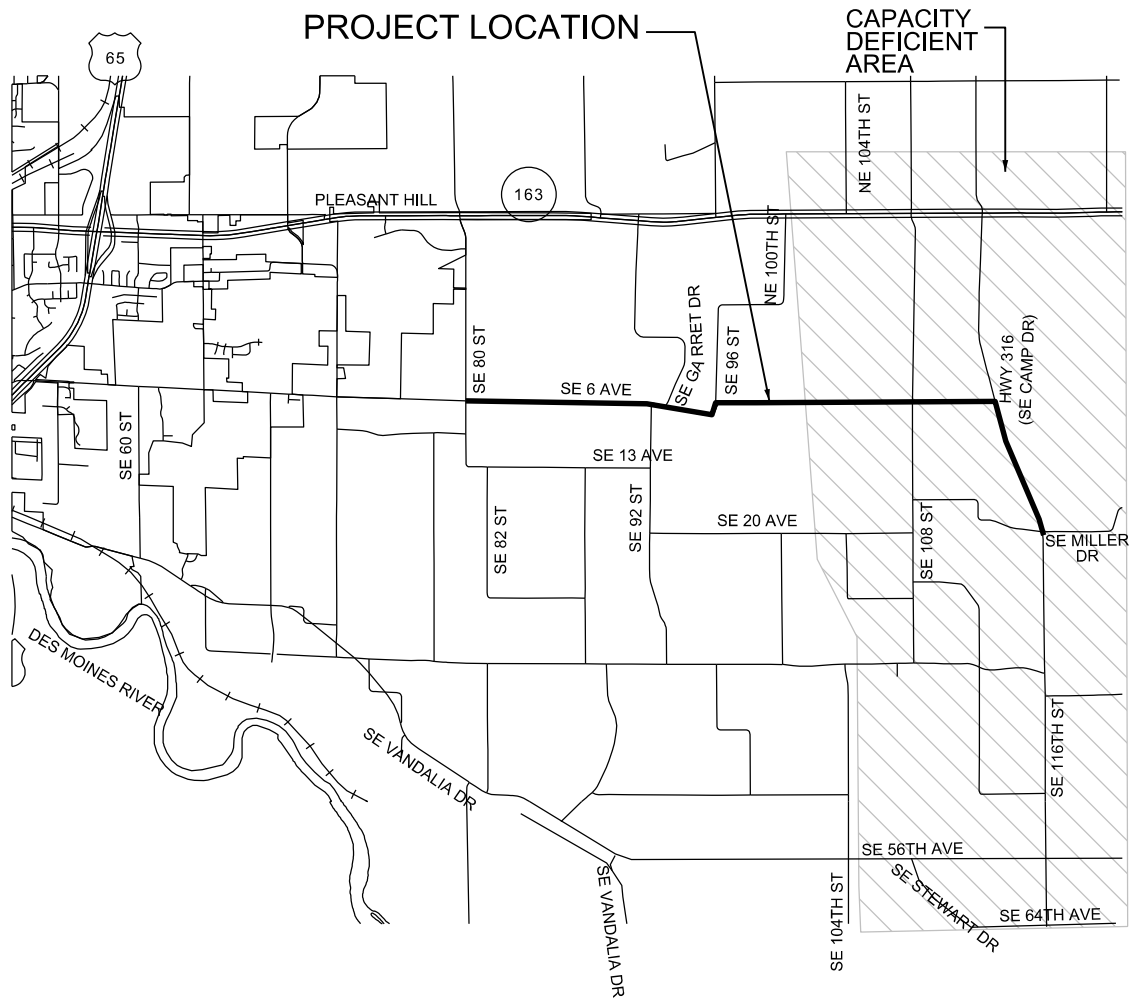 PROJECT LOCATION
CAPACITY
DEFICIENT
AREA
65
NE 104TH ST
163
PLEASANT HILL
NE 100TH ST
SE 80 ST
SE GA RRET DR
SE 96 ST
HWY 316
(SE CAMP DR)
SE 6 AVE
SE 60 ST
SE 13 AVE
SE 82 ST
SE 92 ST
SE 20 AVE
SE 108 ST
SE MILLER
DR
DES MOINES RIVER
SE VANDALIA DR
SE 116TH ST
SE 56TH AVE
SE VANDALIA DR
SE 104TH ST
SE STEWART DR
SE 64TH AVE